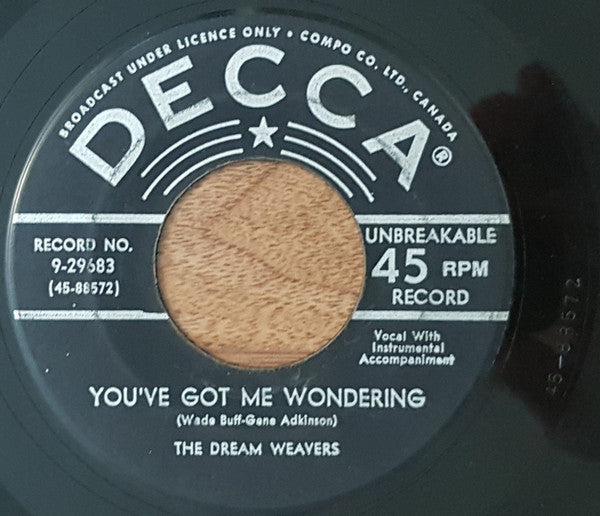 BROADCAST UNDER LICENCE ONLY • COMPO CO. LTD., CANADA
DECCA®
RECORD NO.
9-29683
(45-88572)
UNBREAKABLE
45 RPM
RECORD
Vocal With
Instrumental
Accompaniment
YOU'VE GOT ME WONDERING
(Wade Buff-Gene Adkinson)
THE DREAM WEAVERS
45-88572